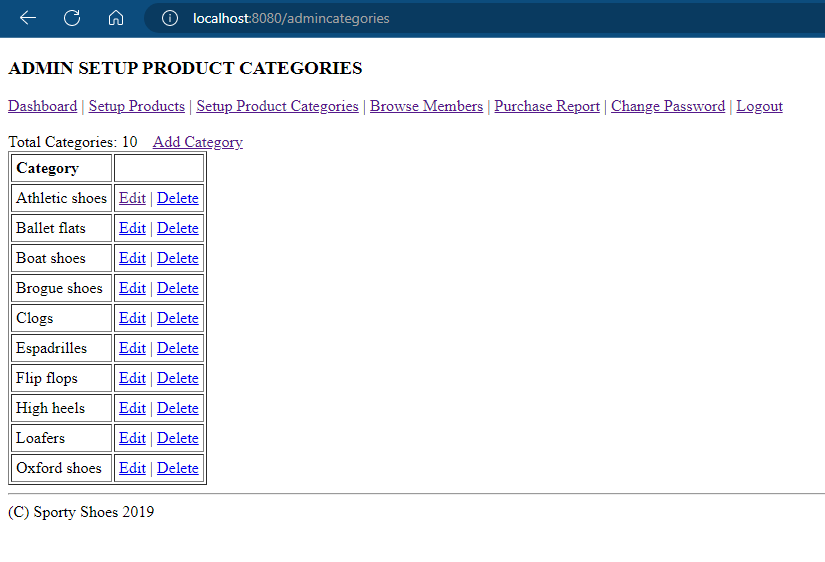 localhost:8080/admincategories
ADMIN SETUP PRODUCT CATEGORIES
Dashboard | Setup Products | Setup Product Categories | Browse Members | Purchase Report | Change Password | Logout
Total Categories: 10 Add Category
Category
Athletic shoes Edit | Delete
Ballet flats Edit | Delete
Boat shoes Edit | Delete
Brogue shoes Edit | Delete
Clogs Edit | Delete
Espadrilles Edit | Delete
Flip flops Edit | Delete
High heels Edit | Delete
Loafers Edit | Delete
Oxford shoes Edit | Delete
(C) Sporty Shoes 2019